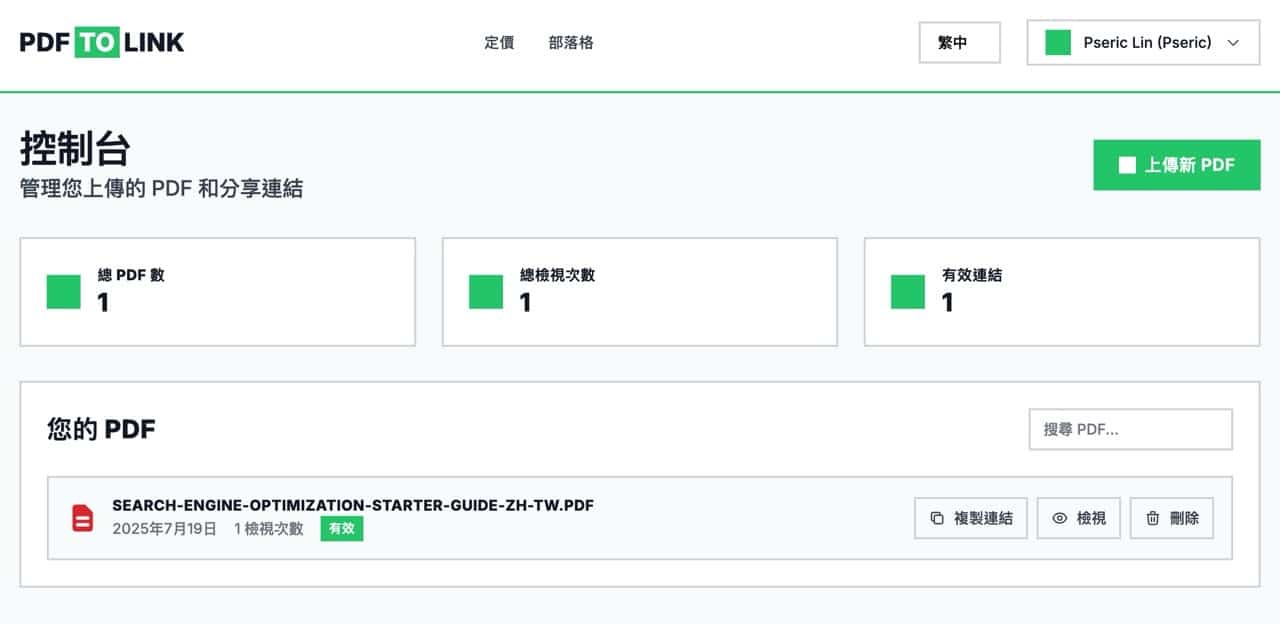 PDF TO LINK
定價
部落格
繁中
Pseric Lin (Pseric)
控制台
管理您上傳的 PDF 和分享連結
上傳新 PDF
總 PDF 數
1
總檢視次數
1
有效連結
1
您的 PDF
搜尋 PDF...
SEARCH-ENGINE-OPTIMIZATION-STARTER-GUIDE-ZH-TW.PDF
2025年7月19日 1 檢視次數 有效
複製連結
檢視
刪除